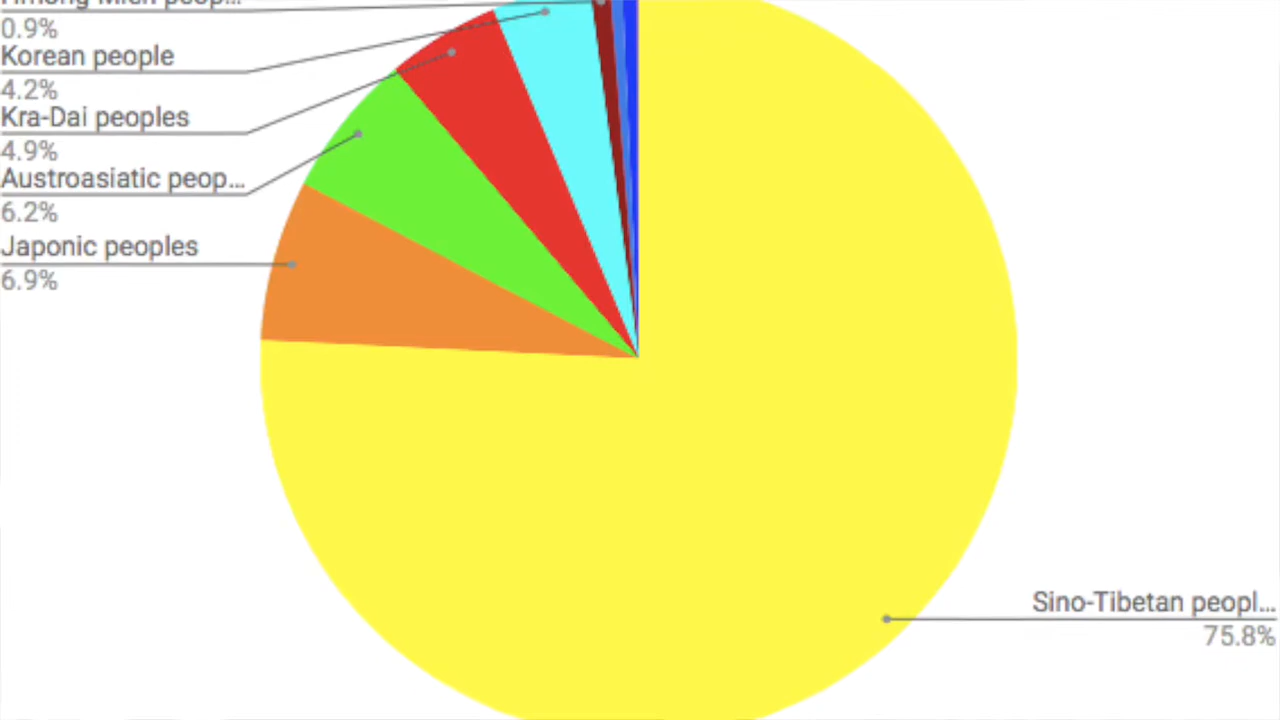 0.9%
Korean people
4.2%
Kra-Dai peoples
4.9%
Austroasiatic peop...
6.2%
Japonic peoples
6.9%
Sino-Tibetan peopl...
75.8%